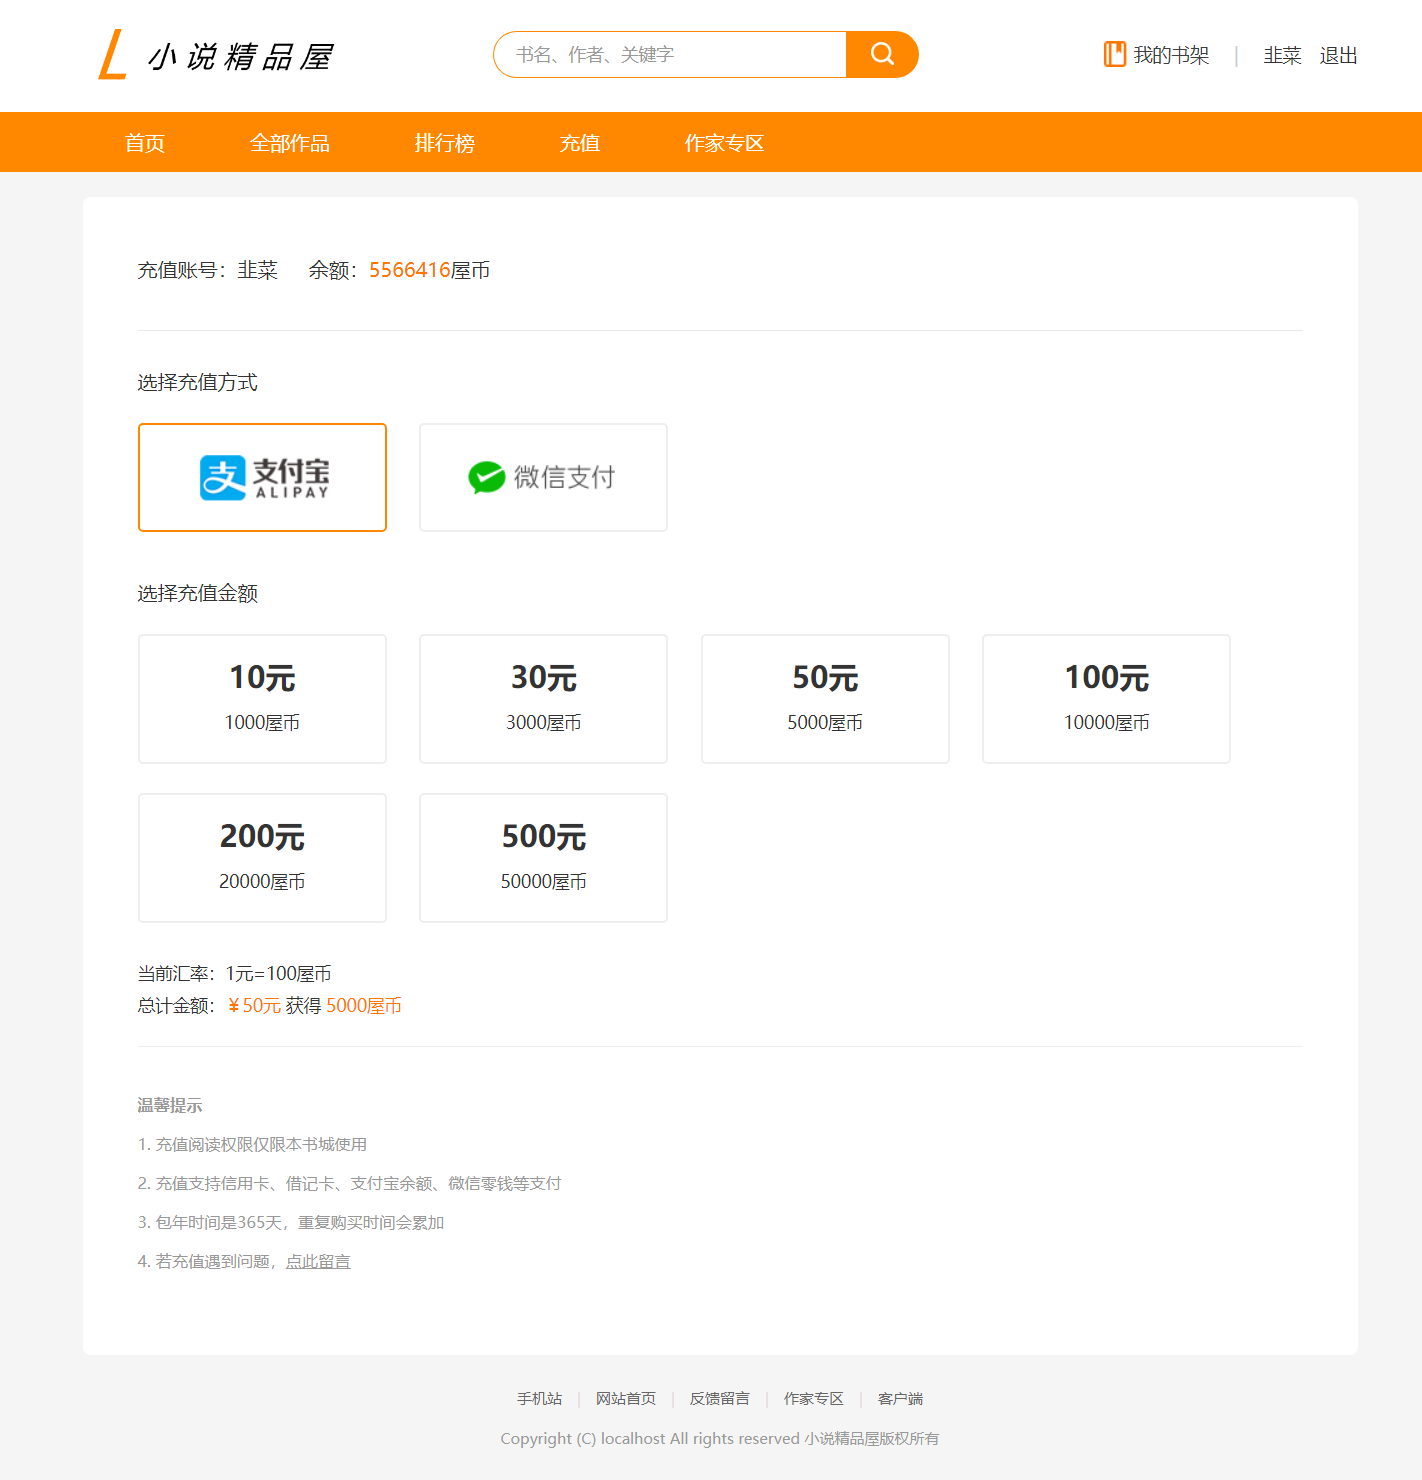 小说精品屋
书名、作者、关键字
我的书架 | 韭菜 退出
首页 全部作品 排行榜 充值 作家专区
充值账号：韭菜 余额：5566416屋币
选择充值方式
支付宝
ALIPAY
微信支付
选择充值金额
10元
1000屋币
30元
3000屋币
50元
5000屋币
100元
10000屋币
200元
20000屋币
500元
50000屋币
当前汇率：1元=100屋币
总计金额：￥50元 获得 5000屋币
温馨提示
1. 充值阅读权限仅限本书城使用
2. 充值支持信用卡、借记卡、支付宝余额、微信零钱等支付
3. 包年时间是365天，重复购买时间会累加
4. 若充值遇到问题，点此留言
手机站 | 网站首页 | 反馈留言 | 作家专区 | 客户端
Copyright (C) localhost All rights reserved 小说精品屋版权所有